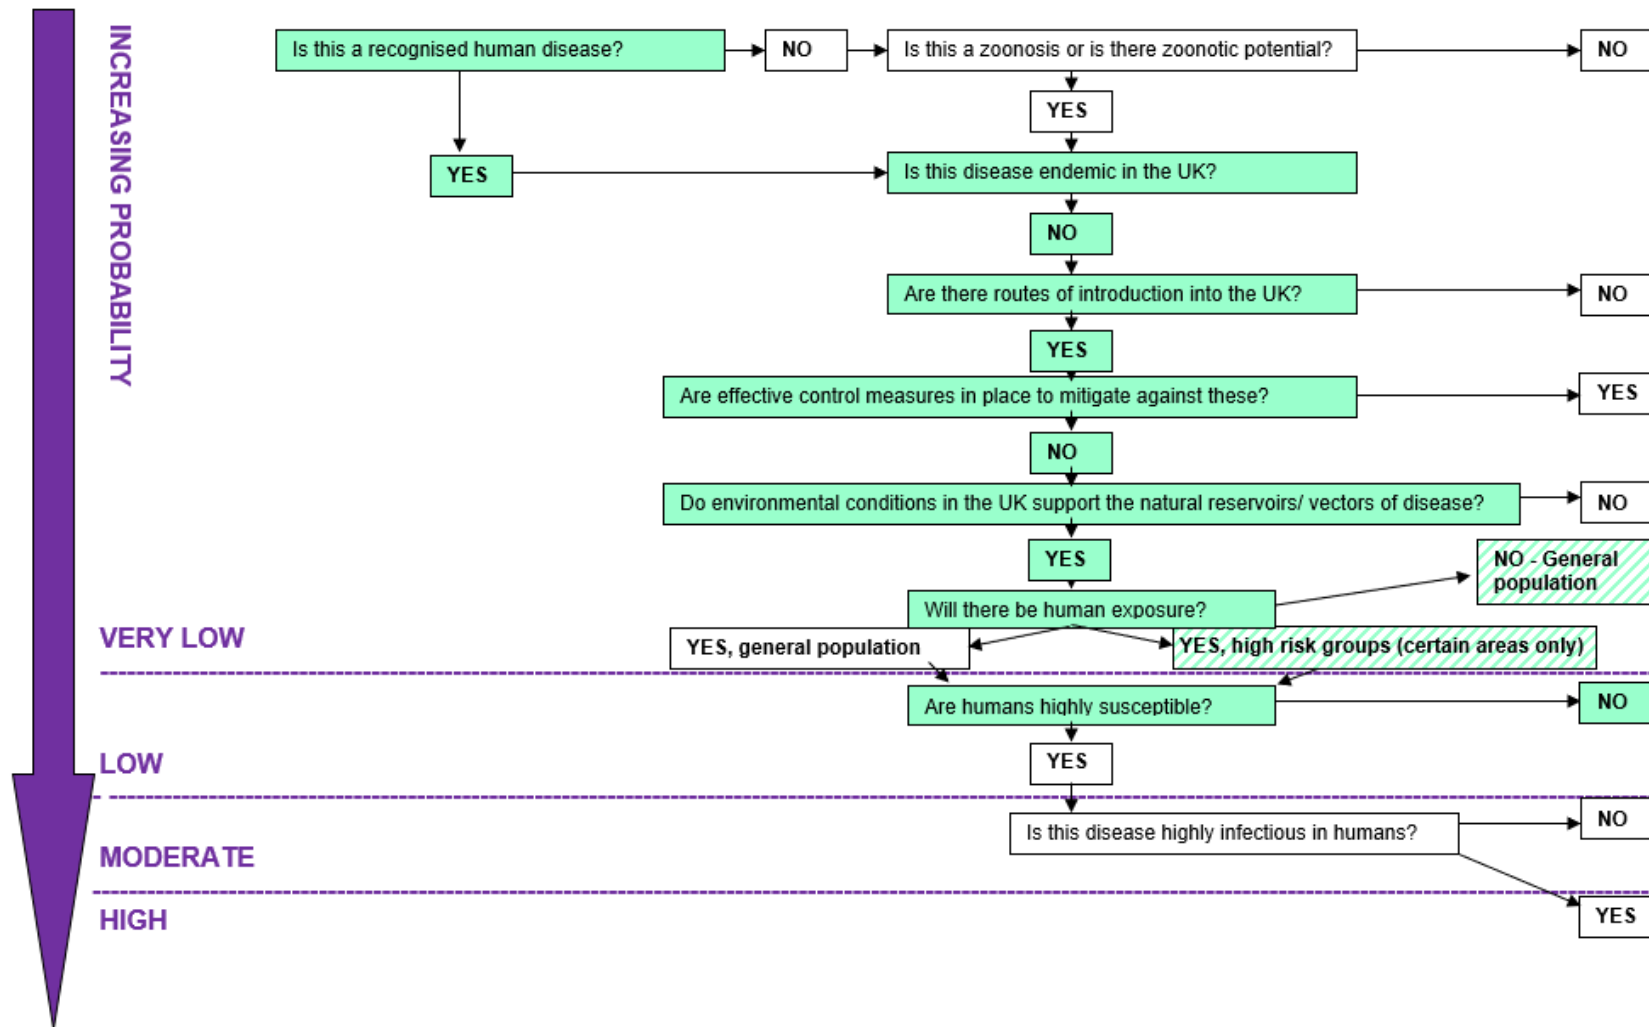 INCREASING PROBABILITY
Is this a recognised human disease?
NO
Is this a zoonosis or is there zoonotic potential?
NO
YES
YES
Is this disease endemic in the UK?
NO
Are there routes of introduction into the UK?
NO
YES
Are effective control measures in place to mitigate against these?
YES
NO
Do environmental conditions in the UK support the natural reservoirs/ vectors of disease?
NO
YES
NO - General
population
Will there be human exposure?
VERY LOW
YES, general population
YES, high risk groups (certain areas only)
Are humans highly susceptible?
NO
LOW
YES
NO
Is this disease highly infectious in humans?
MODERATE
HIGH
YES